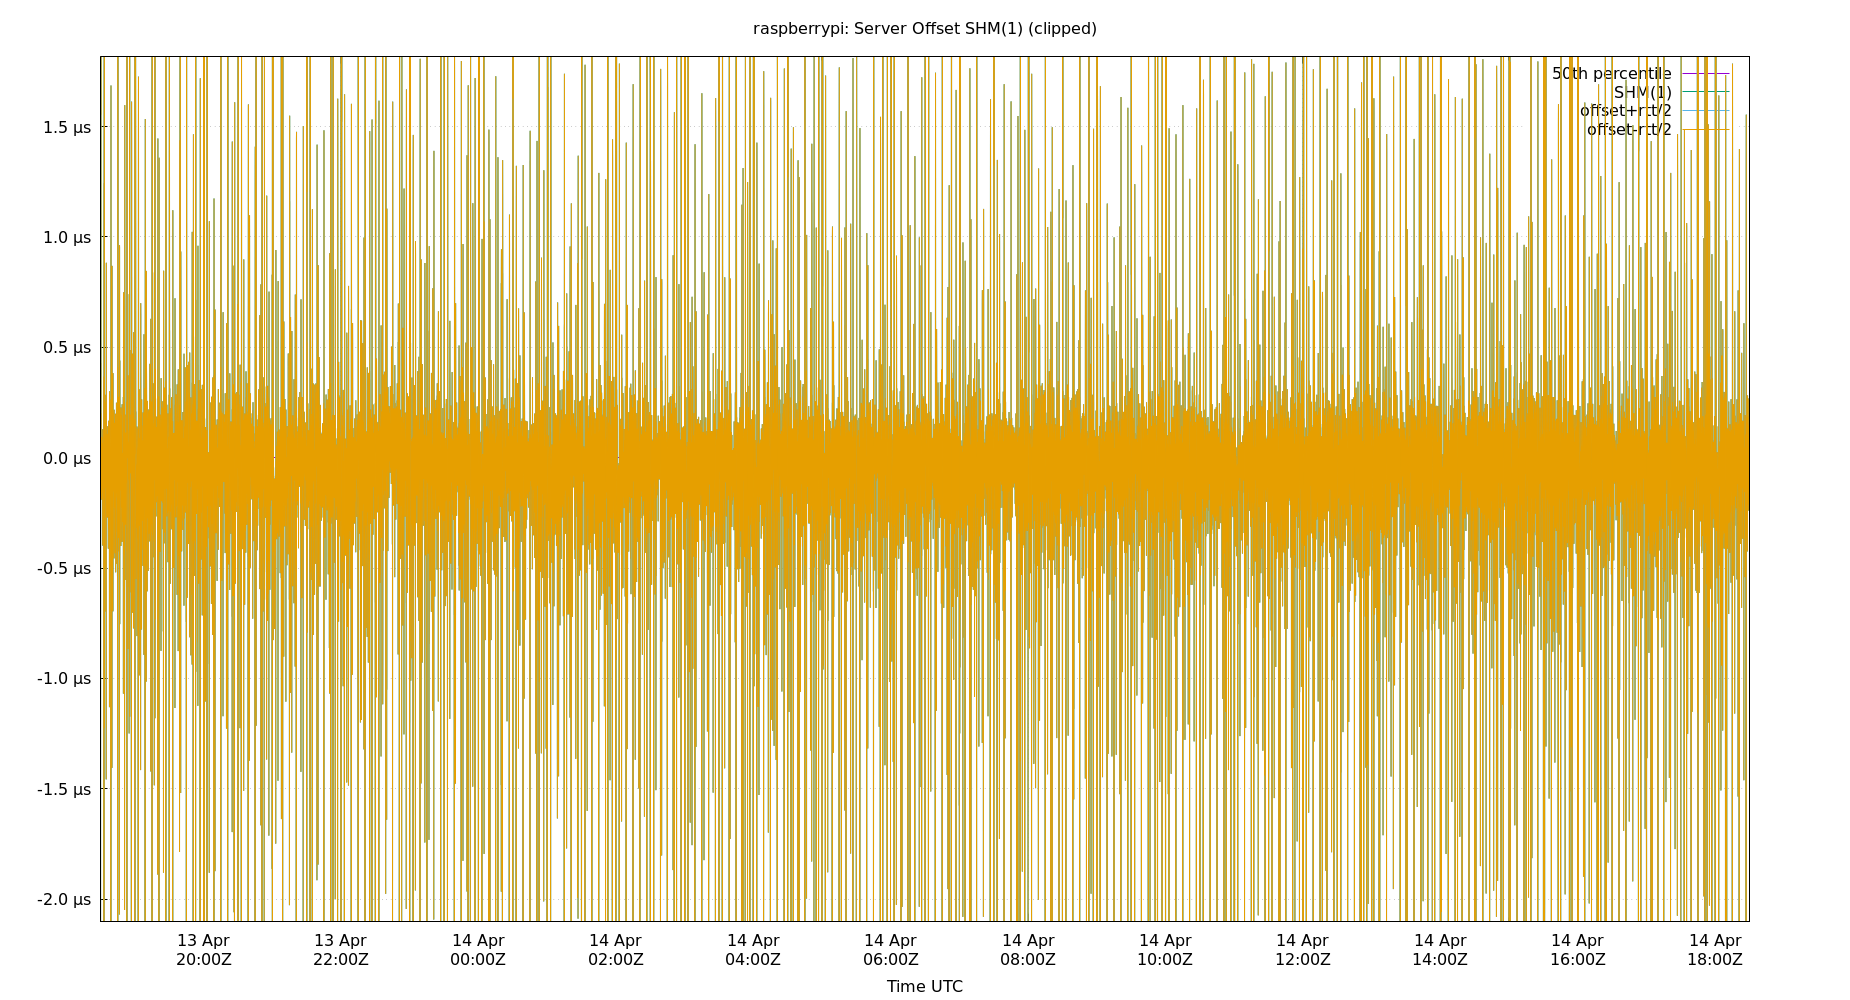 raspberrypi: Server Offset SHM(1) (clipped)
50th percentile
SHM(1)
offset+rtt/2
offset-rtt/2
1.5 µs
1.0 µs
0.5 µs
0.0 µs
-0.5 µs
-1.0 µs
-1.5 µs
-2.0 µs
13 Apr 13 Apr 14 Apr 14 Apr 14 Apr 14 Apr 14 Apr 14 Apr 14 Apr 14 Apr 14 Apr 14 Apr
20:00Z 22:00Z 00:00Z 02:00Z 04:00Z 06:00Z 08:00Z 10:00Z 12:00Z 14:00Z 16:00Z 18:00Z
Time UTC